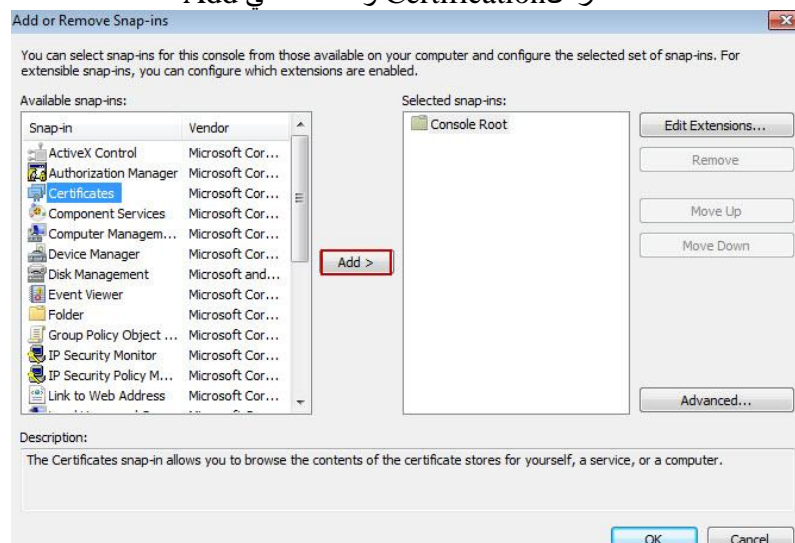 Certification
Add
Add or Remove Snap-ins
You can select snap-ins for this console from those available on your computer and configure the selected set of snap-ins. For
extensible snap-ins, you can configure which extensions are enabled.
Available snap-ins:
Selected snap-ins:
Snap-in Vendor
ActiveX Control Microsoft Cor...
Authorization Manager Microsoft Cor...
Certificates Microsoft Cor...
Component Services Microsoft Cor...
Computer Managem... Microsoft Cor...
Device Manager Microsoft Cor...
Disk Management Microsoft and...
Event Viewer Microsoft Cor...
Folder Microsoft Cor...
Group Policy Object ... Microsoft Cor...
IP Security Monitor Microsoft Cor...
IP Security Policy M... Microsoft Cor...
Link to Web Address Microsoft Cor...
Add >
Console Root
Edit Extensions...
Remove
Move Up
Move Down
Advanced...
Description:
The Certificates snap-in allows you to browse the contents of the certificate stores for yourself, a service, or a computer.
OK
Cancel